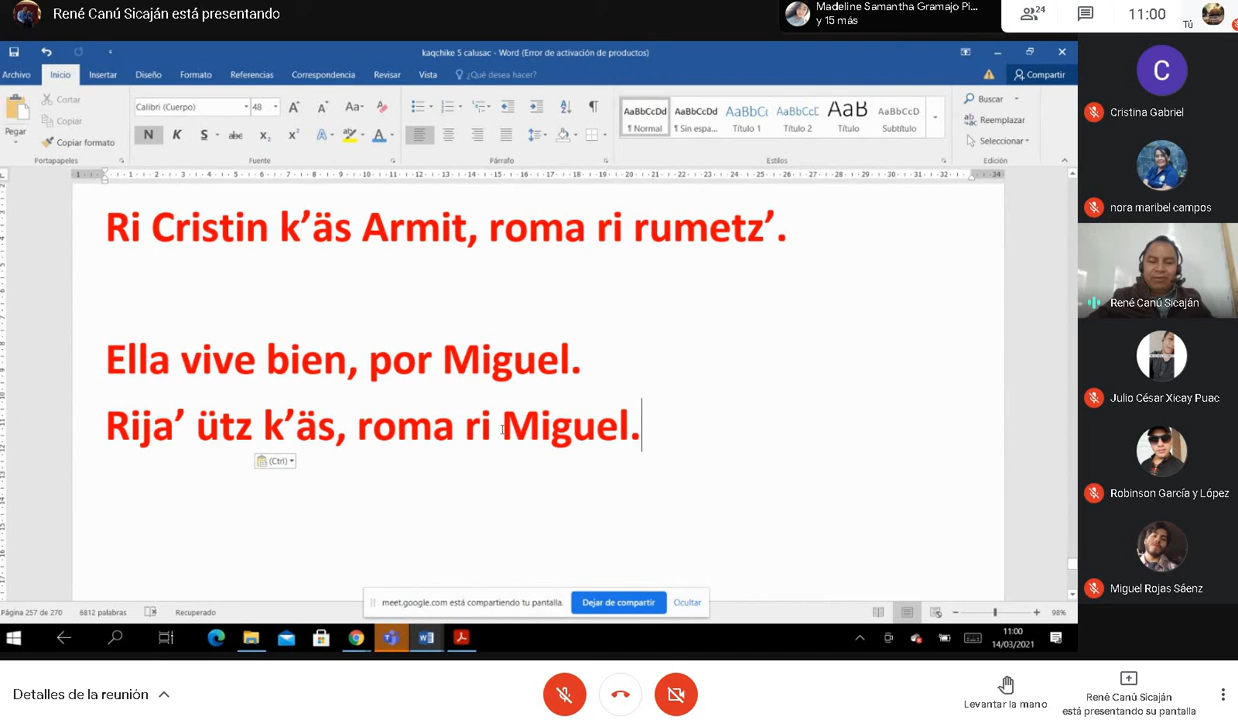 René Canú Sicaján está presentando
Madeline Samantha Gramajo Pi...
y 15 más
24
11:00
Tú
kaqchike 5 calusac - Word (Error de activación de productos)
Archivo Inicio Insertar Diseño Formato Referencias Correspondencia Revisar Vista ¿Qué desea hacer? Compartir
Pegar
Cortar
Copiar
Copiar formato
Portapapeles
Calibri (Cuerpo) 48 Aa
N K S abc x₂ x² A A
Fuente
Párrafo
AaBbCcDd AaBbCcDd AaBbCc AaBbCcC AaB AaBbCcD
¶ Normal ¶ Sin espa... Título 1 Título 2 Título Subtítulo
Estilos
Buscar
Reemplazar
Seleccionar
Edición
Ri Cristin k’äs Armit, roma ri rumetz’.
Ella vive bien, por Miguel.
Rija’ ütz k’äs, roma ri Miguel.
(Ctrl)
meet.google.com está compartiendo tu pantalla. Dejar de compartir Ocultar
Página 257 de 270 6812 palabras Recuperado 98%
11:00
14/03/2021
C
Cristina Gabriel
nora maribel campos
René Canú Sicaján
Julio César Xicay Puac
Robinson García y López
Miguel Rojas Sáenz
Detalles de la reunión
Levantar la mano
René Canú Sicaján
está presentando su pantalla